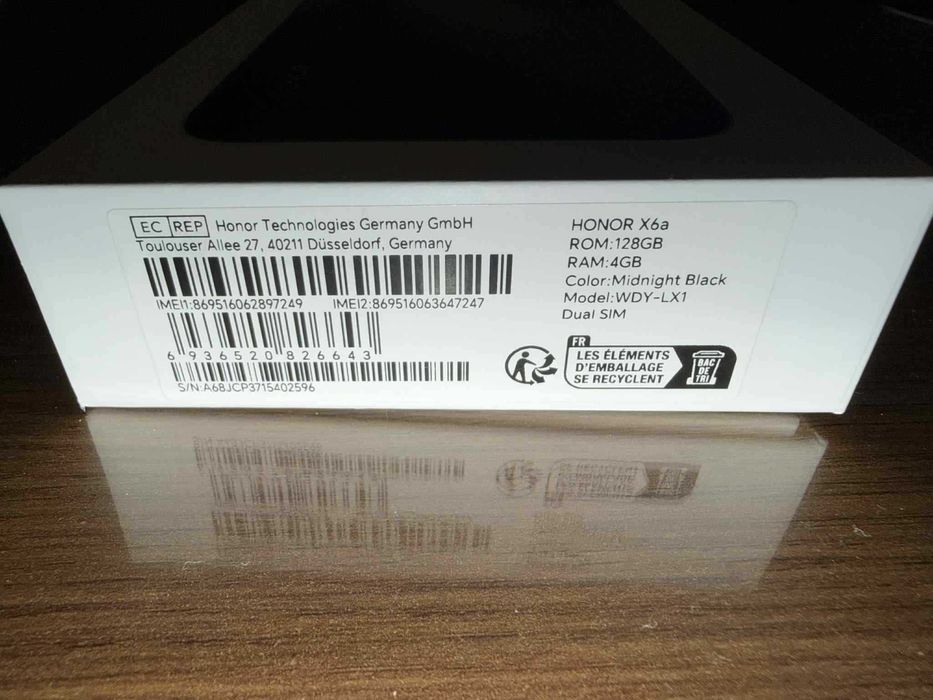 EC REP Honor Technologies Germany GmbH
Toulouser Allee 27, 40211 Düsseldorf, Germany
IMEI1:869516062897249 IMEI2:869516063647247
6 936520 826643
S/N:A68JCP3715402596
HONOR X6a
ROM:128GB
RAM:4GB
Color:Midnight Black
Model:WDY-LX1
Dual SIM
FR
LES ÉLÉMENTS
D'EMBALLAGE
SE RECYCLENT
BAC
DE
TRI